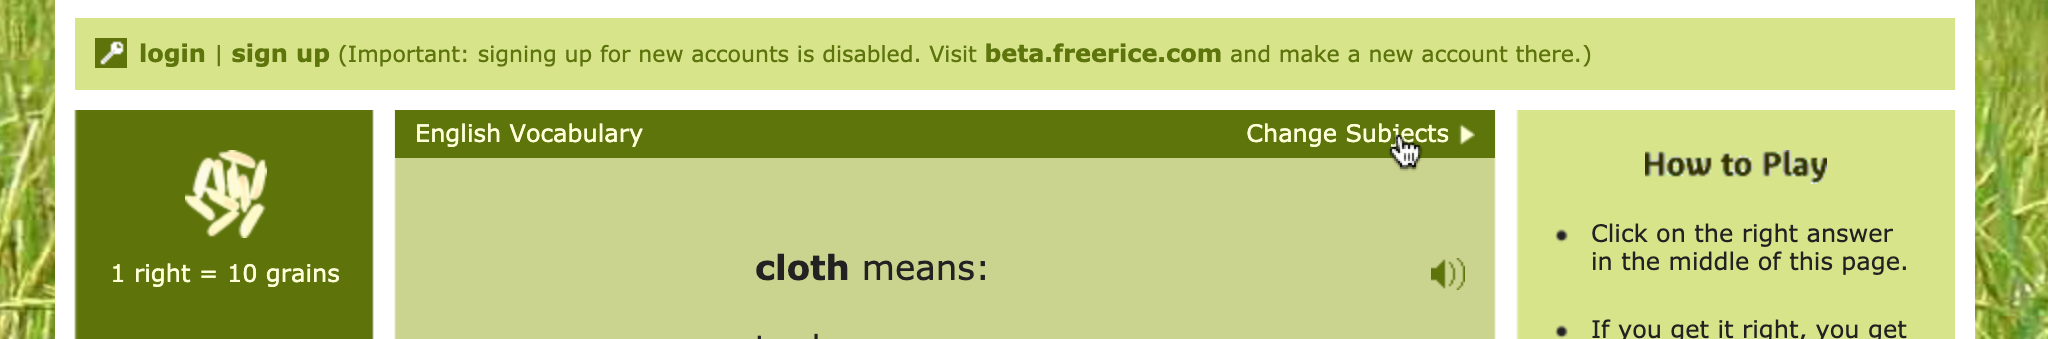 login | sign up (Important: signing up for new accounts is disabled. Visit beta.freerice.com and make a new account there.)
1 right = 10 grains
English Vocabulary
Change Subjects
cloth means:
How to Play
Click on the right answer
in the middle of this page.
If you get it right, you get